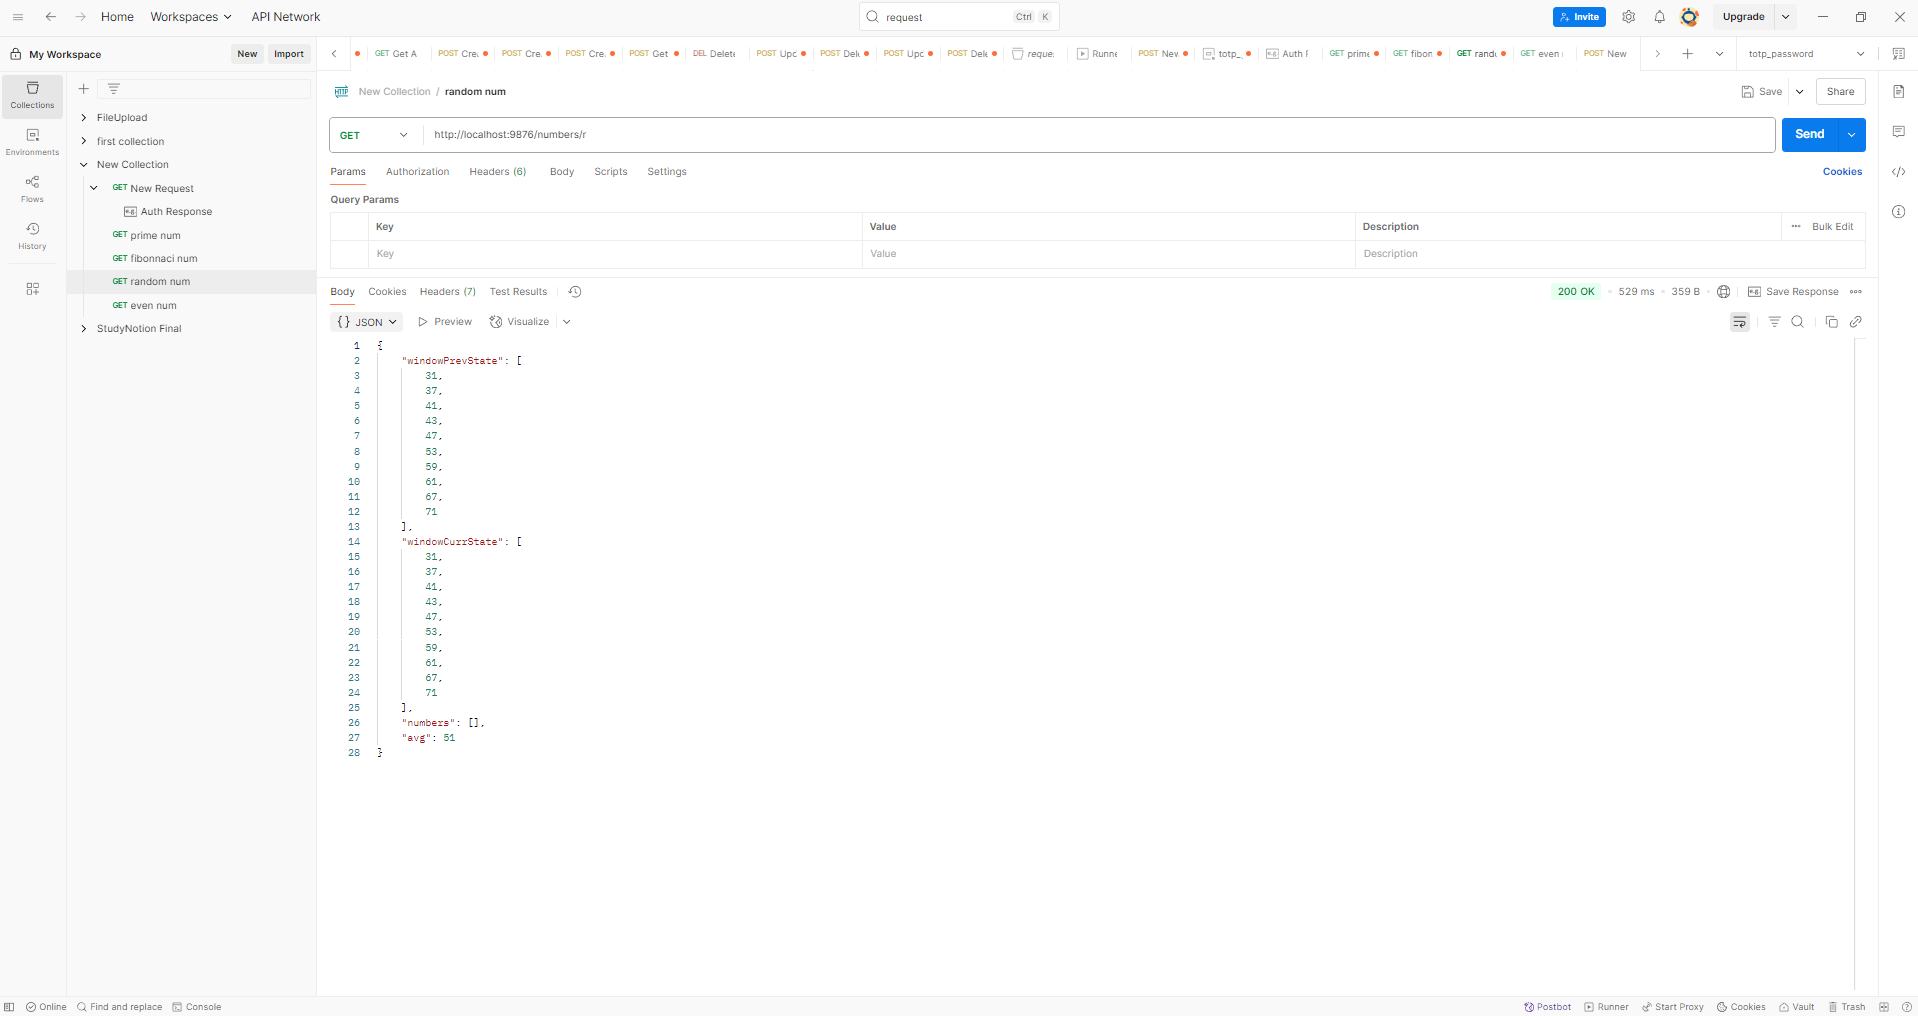 Home Workspaces API Network
request Ctrl K
Invite Upgrade
My Workspace New Import
GET Get A POST Cre POST Cre. POST Cre. POST Get DEL Delete POST Upd POST Del POST Upd POST Dele reque Runne POST New totp_ Auth F GET prime GET fibon GET rand GET even POST New totp_password
Collections
Environments
Flows
History
FileUpload
first collection
New Collection
GET New Request
e.g. Auth Response
GET prime num
GET fibonnaci num
GET random num
GET even num
StudyNotion Final
HTTP New Collection / random num Save Share
GET http://localhost:9876/numbers/r Send
Params Authorization Headers (6) Body Scripts Settings Cookies
Query Params
Key Value Description Bulk Edit
Key Value Description
Body Cookies Headers (7) Test Results 200 OK 529 ms 359 B e.g. Save Response
{} JSON Preview Visualize
1 {
2 "windowPrevState": [
3 31,
4 37,
5 41,
6 43,
7 47,
8 53,
9 59,
10 61,
11 67,
12 71
13 ],
14 "windowCurrState": [
15 31,
16 37,
17 41,
18 43,
19 47,
20 53,
21 59,
22 61,
23 67,
24 71
25 ],
26 "numbers": [],
27 "avg": 51
28 }
Online Find and replace Console Postbot Runner Start Proxy Cookies Vault Trash